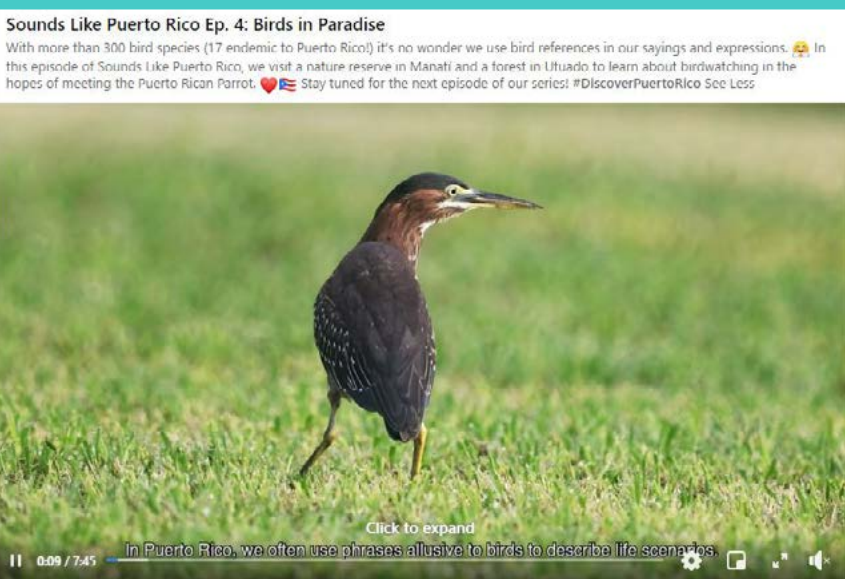 Sounds Like Puerto Rico Ep. 4: Birds in Paradise
With more than 300 bird species (17 endemic to Puerto Rico!) it's no wonder we use bird references in our sayings and expressions. 🤗 In
this episode of Sounds Like Puerto Rico, we visit a nature reserve in Manatí and a forest in Utuado to learn about birdwatching in the
hopes of meeting the Puerto Rican Parrot. ❤️🇵🇷 Stay tuned for the next episode of our series! #DiscoverPuertoRico See Less
Click to expand
In Puerto Rico, we often use phrases allusive to birds to describe life scenarios.
0:09 / 7:45